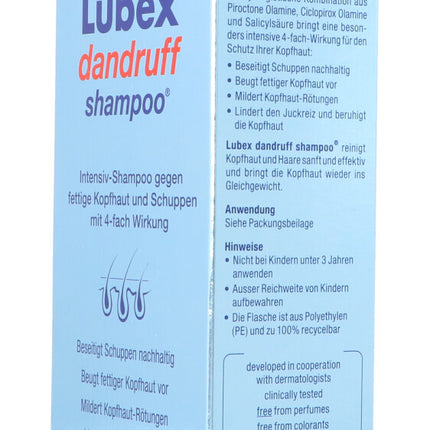 Lubex
dandruff
shampoo®
Intensiv-Shampoo gegen
fettige Kopfhaut und Schuppen
mit 4-fach Wirkung
Beseitigt Schuppen nachhaltig
Beugt fettiger Kopfhaut vor
Mildert Kopfhaut-Rötungen
Kombination aus
Piroctone Olamine, Ciclopirox Olamine
und Salicylsäure bringt eine beson-
ders intensive 4-fach-Wirkung für den
Schutz Ihrer Kopfhaut:
• Beseitigt Schuppen nachhaltig
• Beugt fettiger Kopfhaut vor
• Mildert Kopfhaut-Rötungen
• Lindert den Juckreiz und beruhigt
die Kopfhaut
Lubex dandruff shampoo® reinigt
Kopfhaut und Haare sanft und effektiv
und bringt die Kopfhaut wieder ins
Gleichgewicht.
Anwendung
Siehe Packungsbeilage
Hinweise
• Nicht bei Kindern unter 3 Jahren
anwenden
• Ausser Reichweite von Kindern
aufbewahren
• Die Flasche ist aus Polyethylen
(PE) und zu 100% recyclebar
developed in cooperation
with dermatologists
clinically tested
free from perfumes
free from colorants